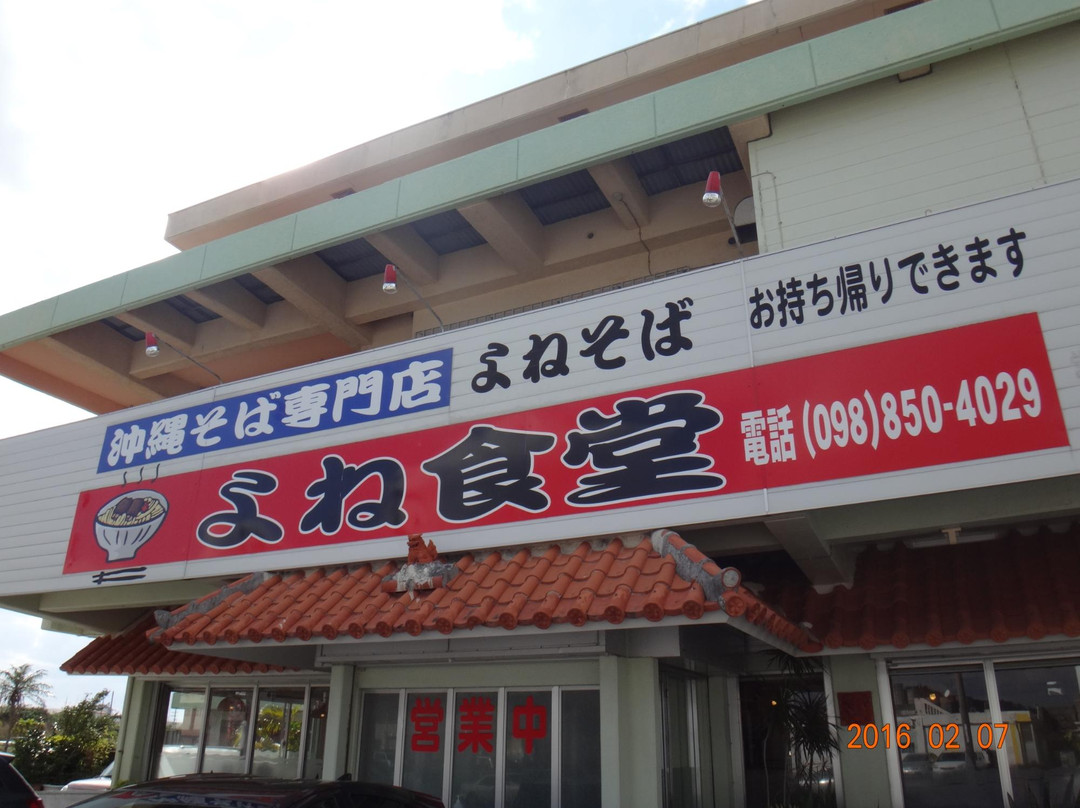 沖縄そば専門店
よねそば
お持ち帰りできます
よね食堂
電話(098)850-4029
営業中
2016 02 07